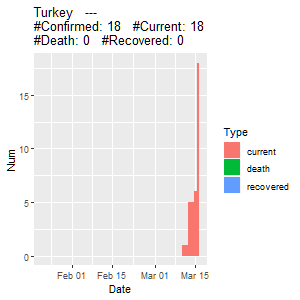 Turkey   ---
#Confirmed: 18   #Current: 18
#Death: 0   #Recovered: 0
15
10
5
0
Num
Feb 01
Feb 15
Mar 01
Mar 15
Date
Type
current
death
recovered